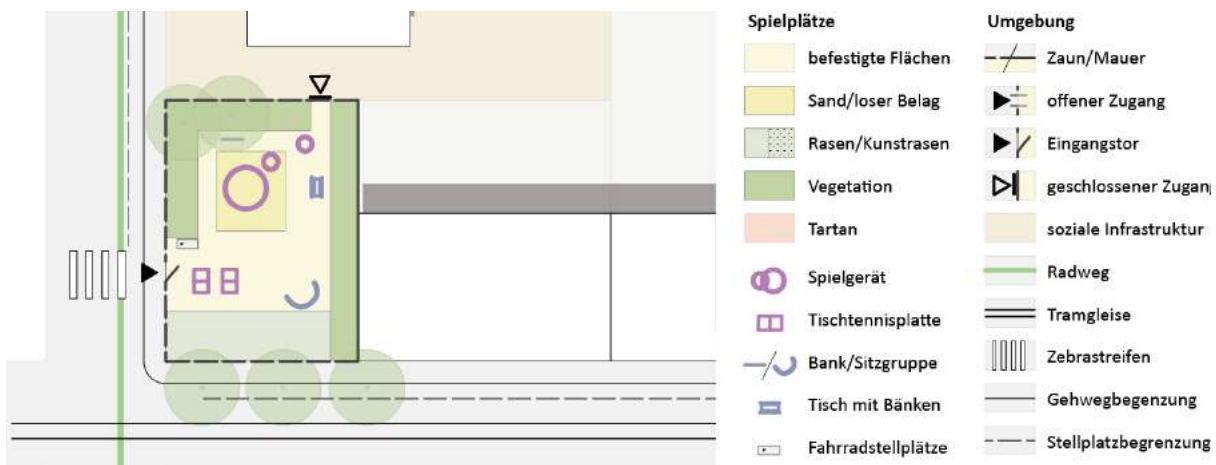 Spielplätze
befestigte Flächen
Sand/loser Belag
Rasen/Kunstrasen
Vegetation
Tartan
Spielgerät
Tischtennisplatte
Bank/Sitzgruppe
Tisch mit Bänken
Fahrradstellplätze
Umgebung
Zaun/Mauer
offener Zugang
Eingangstor
geschlossener Zugang
soziale Infrastruktur
Radweg
Tramgleise
Zebrastreifen
Gehwegbegenzung
Stellplatzbegrenzung